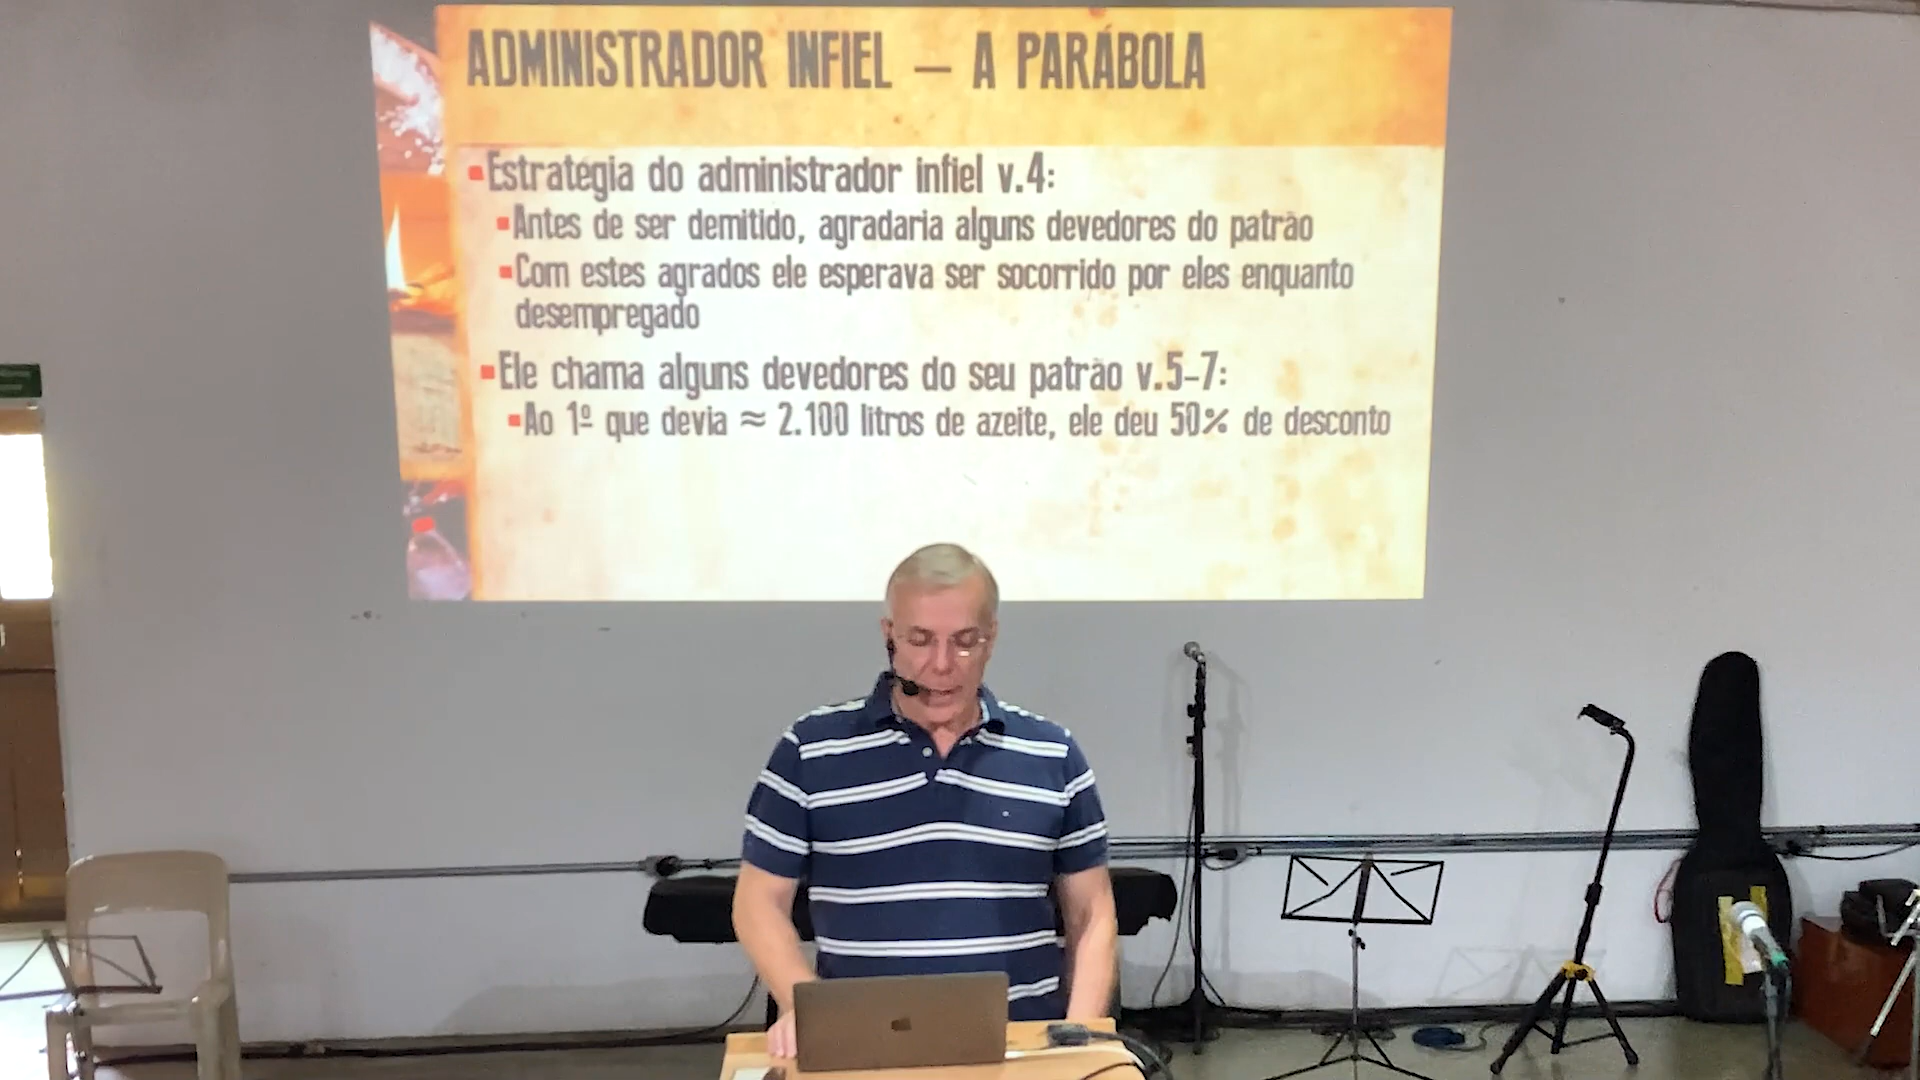 ADMINISTRADOR INFIEL – A PARÁBOLA
▪Estratégia do administrador infiel v.4:
▪Antes de ser demitido, agradaria alguns devedores do patrão
▪Com estes agrados ele esperava ser socorrido por eles enquanto
desempregado
▪Ele chama alguns devedores do seu patrão v.5-7:
▪Ao 1º que devia ≈ 2.100 litros de azeite, ele deu 50% de desconto